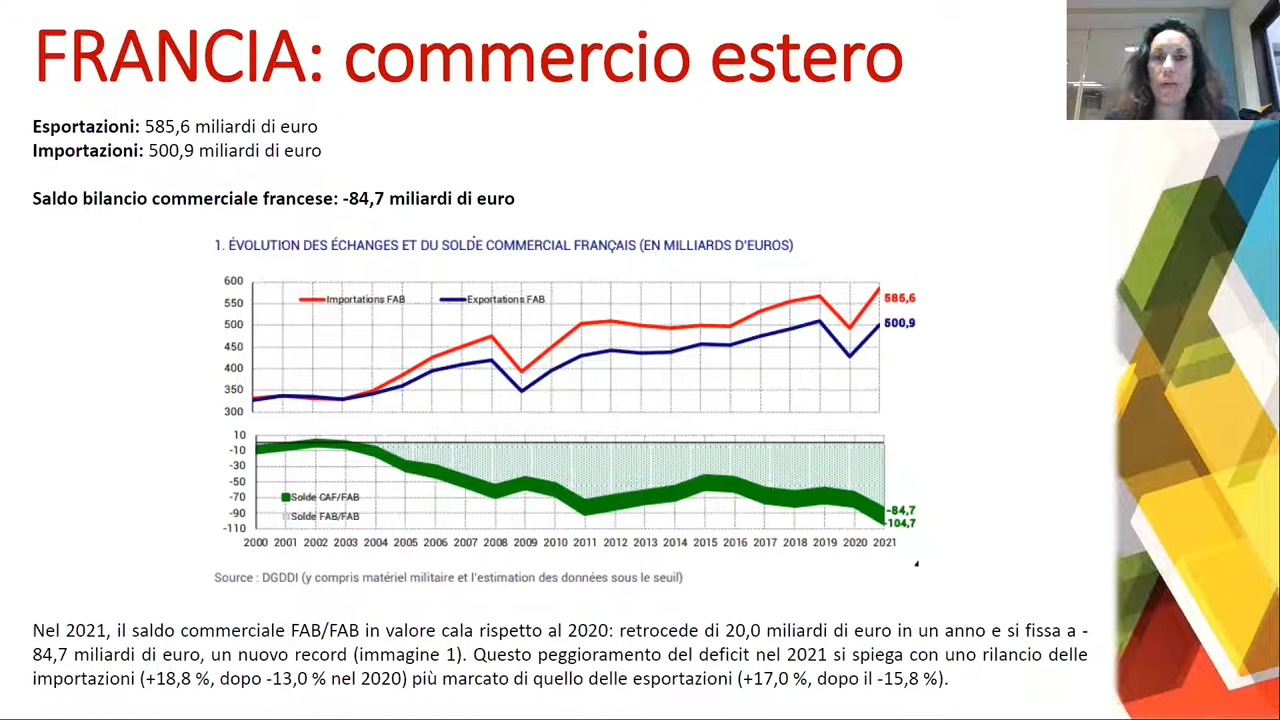 FRANCIA: commercio estero
Esportazioni: 585,6 miliardi di euro
Importazioni: 500,9 miliardi di euro
Saldo bilancio commerciale francese: -84,7 miliardi di euro
1. ÉVOLUTION DES ÉCHANGES ET DU SOLDE COMMERCIAL FRANÇAIS (EN MILLIARDS D'EUROS)
600
Importations FAB
Exportations FAB
585,6
550
500
500,9
450
400
350
300
10
-10
-30
-50
-70
Solde CAF/FAB
-90
-84,7
Solde FAB/FAB
-104,7
-110
2000 2001 2002 2003 2004 2005 2006 2007 2008 2009 2010 2011 2012 2013 2014 2015 2016 2017 2018 2019 2020 2021
Source : DGDDI (y compris matériel militaire et l'estimation des données sous le seuil)
Nel 2021, il saldo commerciale FAB/FAB in valore cala rispetto al 2020: retrocede di 20,0 miliardi di euro in un anno e si fissa a -
84,7 miliardi di euro, un nuovo record (immagine 1). Questo peggioramento del deficit nel 2021 si spiega con uno rilancio delle
importazioni (+18,8 %, dopo -13,0 % nel 2020) più marcato di quello delle esportazioni (+17,0 %, dopo il -15,8 %).